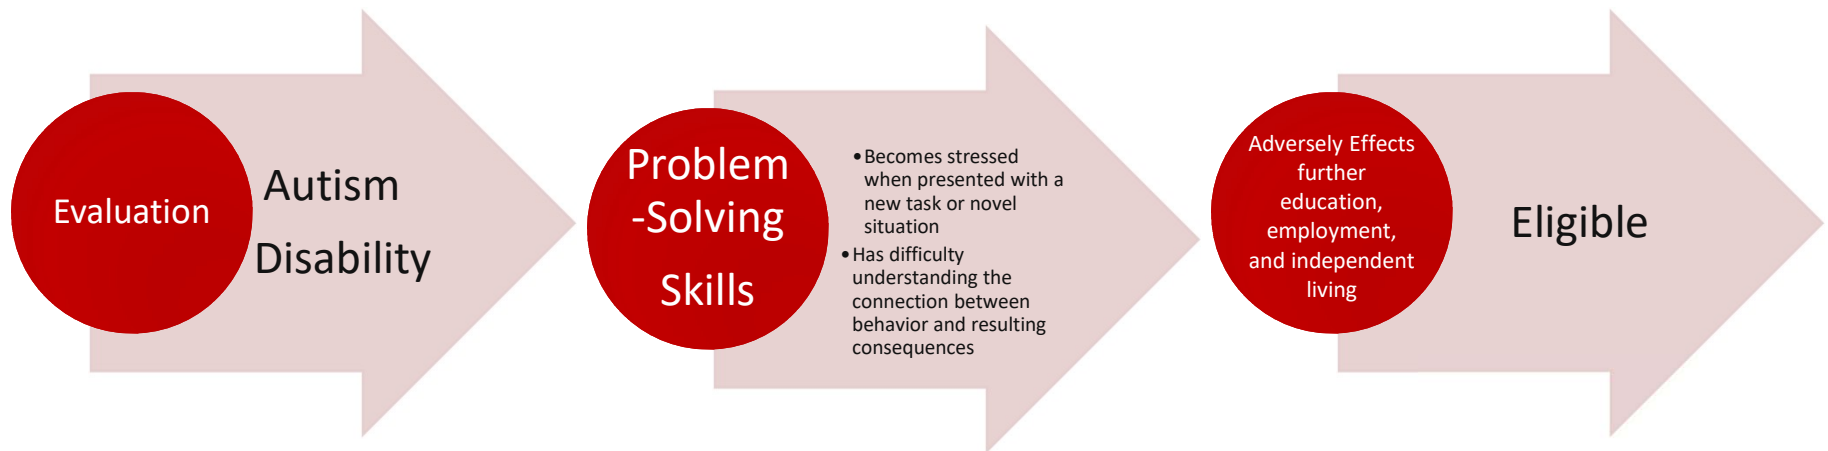 Evaluation
Autism
Disability
Problem
-Solving
Skills
•Becomes stressed
when presented with a
new task or novel
situation
•Has difficulty
understanding the
connection between
behavior and resulting
consequences
Adversely Effects
further
education,
employment,
and independent
living
Eligible